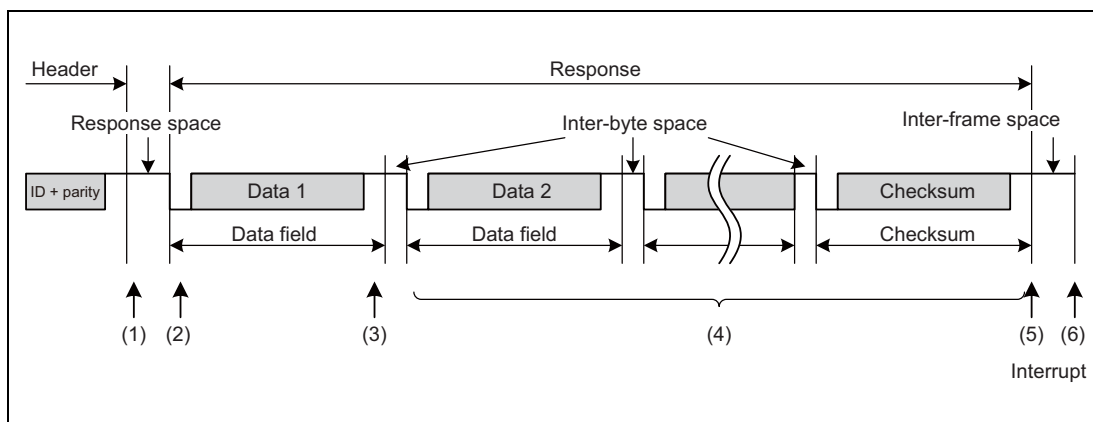 Header
Response
Response space
Inter-byte space
Inter-frame space
ID + parity
Data 1
Data 2
Checksum
Data field
Data field
Checksum
(1)
(2)
(3)
(4)
(5)
(6)
Interrupt